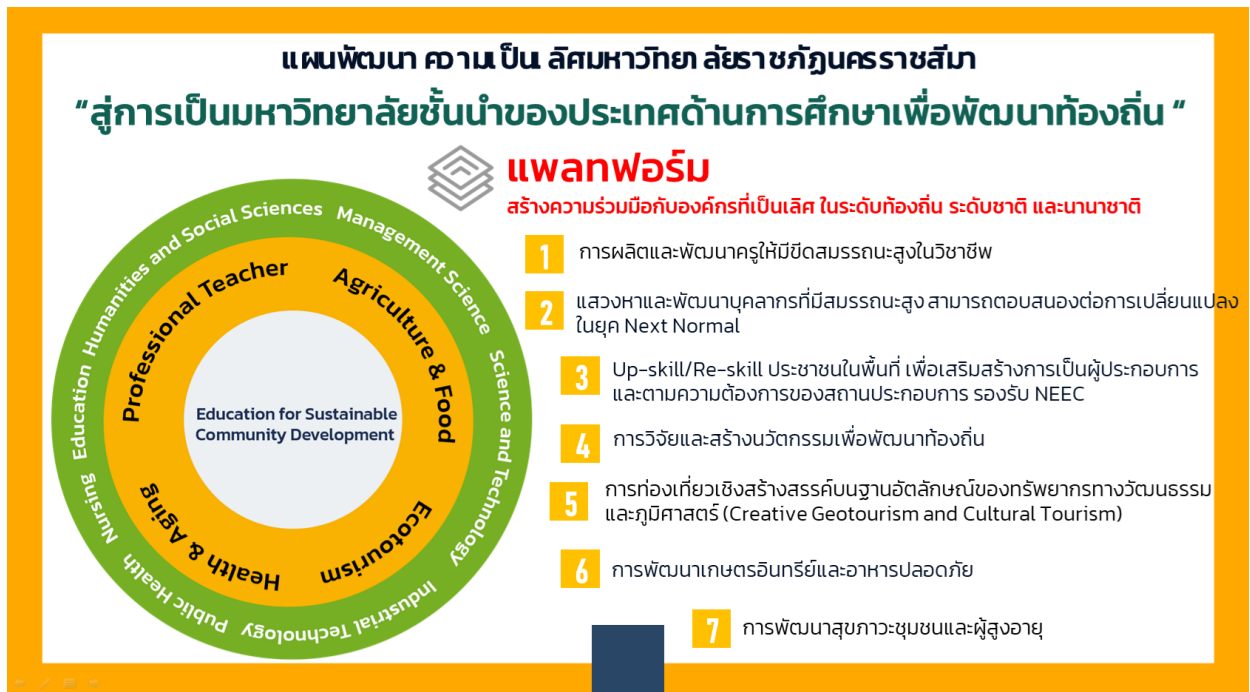 แผนพัฒนา ความเป็น ลิศมหาวิทยา ลัยราชภัฏนครราชสีมา
“สู่การเป็นมหาวิทยาลัยชั้นนำของประเทศด้านการศึกษาเพื่อพัฒนาท้องถิ่น “
แพลทฟอร์ม
สร้างความร่วมมือกับองค์กรที่เป็นเลิศ ในระดับท้องถิ่น ระดับชาติ และนานาชาติ
Education Humanities and Social Sciences Management Science Science and Technology Industrial Technology Public Health Nursing
Professional Teacher
Agriculture & Food
Ecotourism
Health & Aging
Education for Sustainable
Community Development
1 การผลิตและพัฒนาครูให้มีขีดสมรรถนะสูงในวิชาชีพ
2 แสวงหาและพัฒนาบุคลากรที่มีสมรรถนะสูง สามารถตอบสนองต่อการเปลี่ยนแปลง
ในยุค Next Normal
3 Up-skill/Re-skill ประชาชนในพื้นที่ เพื่อเสริมสร้างการเป็นผู้ประกอบการ
และตามความต้องการของสถานประกอบการ รองรับ NEEC
4 การวิจัยและสร้างนวัตกรรมเพื่อพัฒนาท้องถิ่น
5 การท่องเที่ยวเชิงสร้างสรรค์บนฐานอัตลักษณ์ของทรัพยากรทางวัฒนธรรม
และภูมิศาสตร์ (Creative Geotourism and Cultural Tourism)
6 การพัฒนาเกษตรอินทรีย์และอาหารปลอดภัย
7 การพัฒนาสุขภาวะชุมชนและผู้สูงอายุ